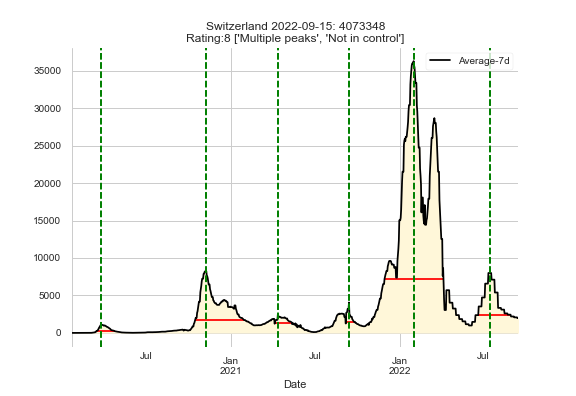 Switzerland 2022-09-15: 4073348
Rating:8 ['Multiple peaks', 'Not in control']
Average-7d
35000
30000
25000
20000
15000
10000
5000
0
Jul
Jan
2021
Jul
Jan
2022
Jul
Date